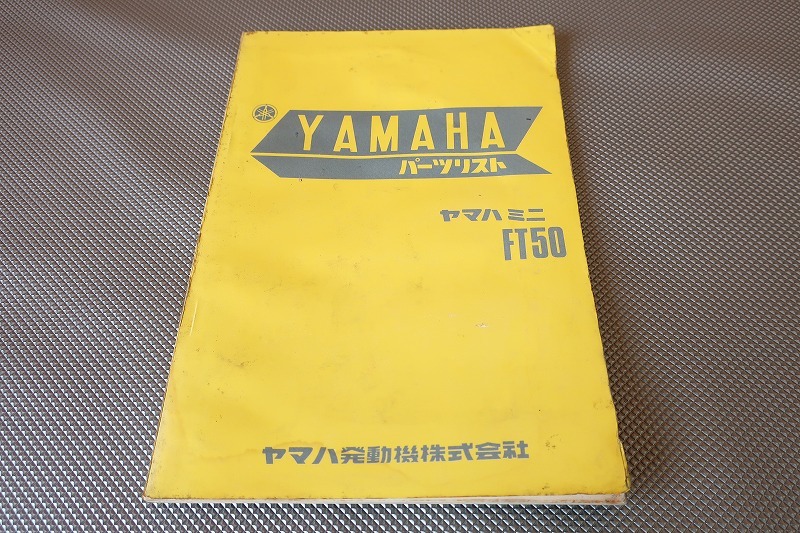 YAMAHA
パーツリスト
ヤマハ ミニ
FT50
ヤマハ発動機株式会社